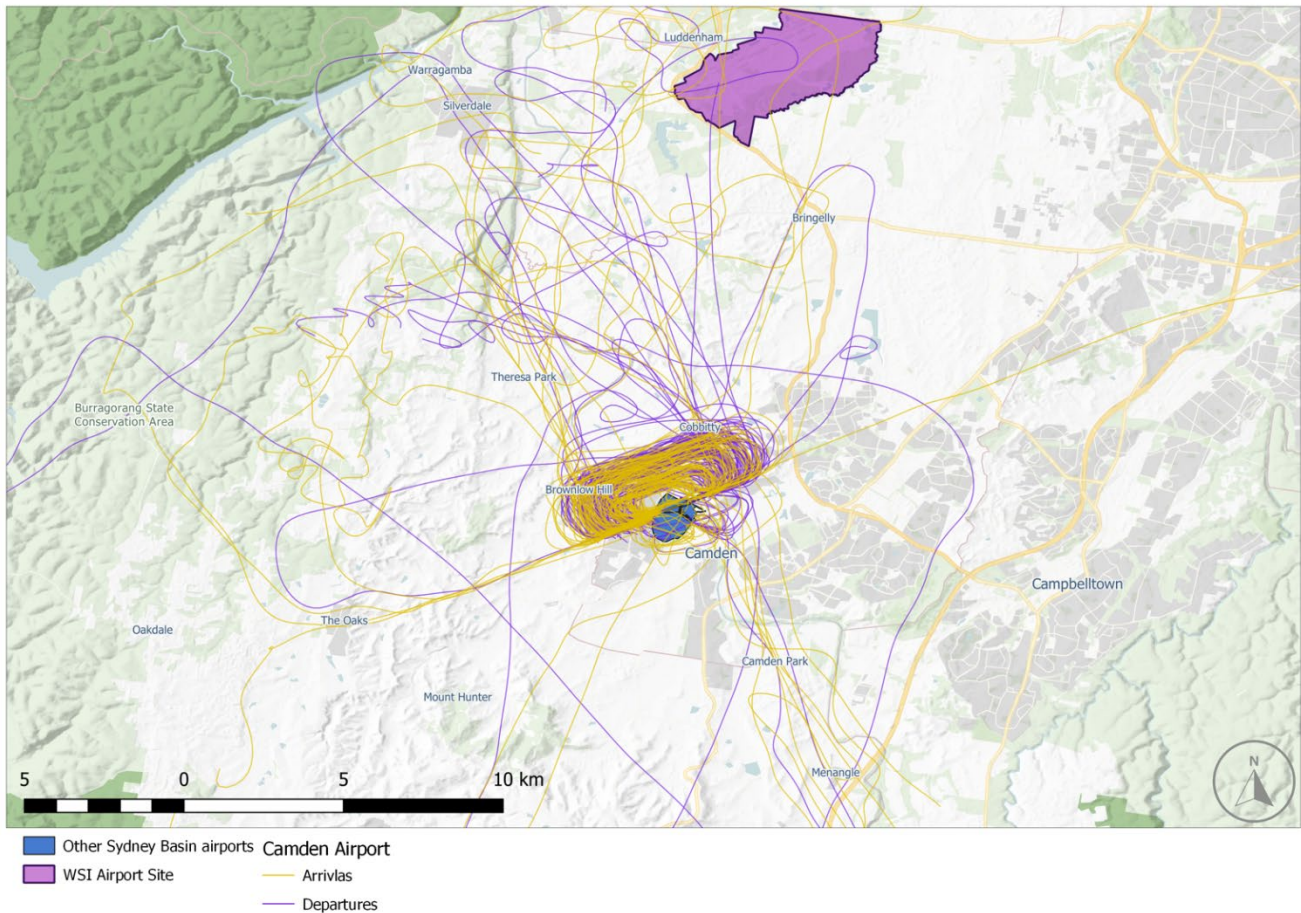 Luddenham
Warragamba
Silverdale
Bringelly
Theresa Park
Burragorang State
Conservation Area
Cobbitty
Brownlow Hill
Camden
Campbelltown
The Oaks
Oakdale
Camden Park
Mount Hunter
Menangle
5 0 5 10 km
N
Other Sydney Basin airports
WSI Airport Site
Camden Airport
Arrivlas
Departures